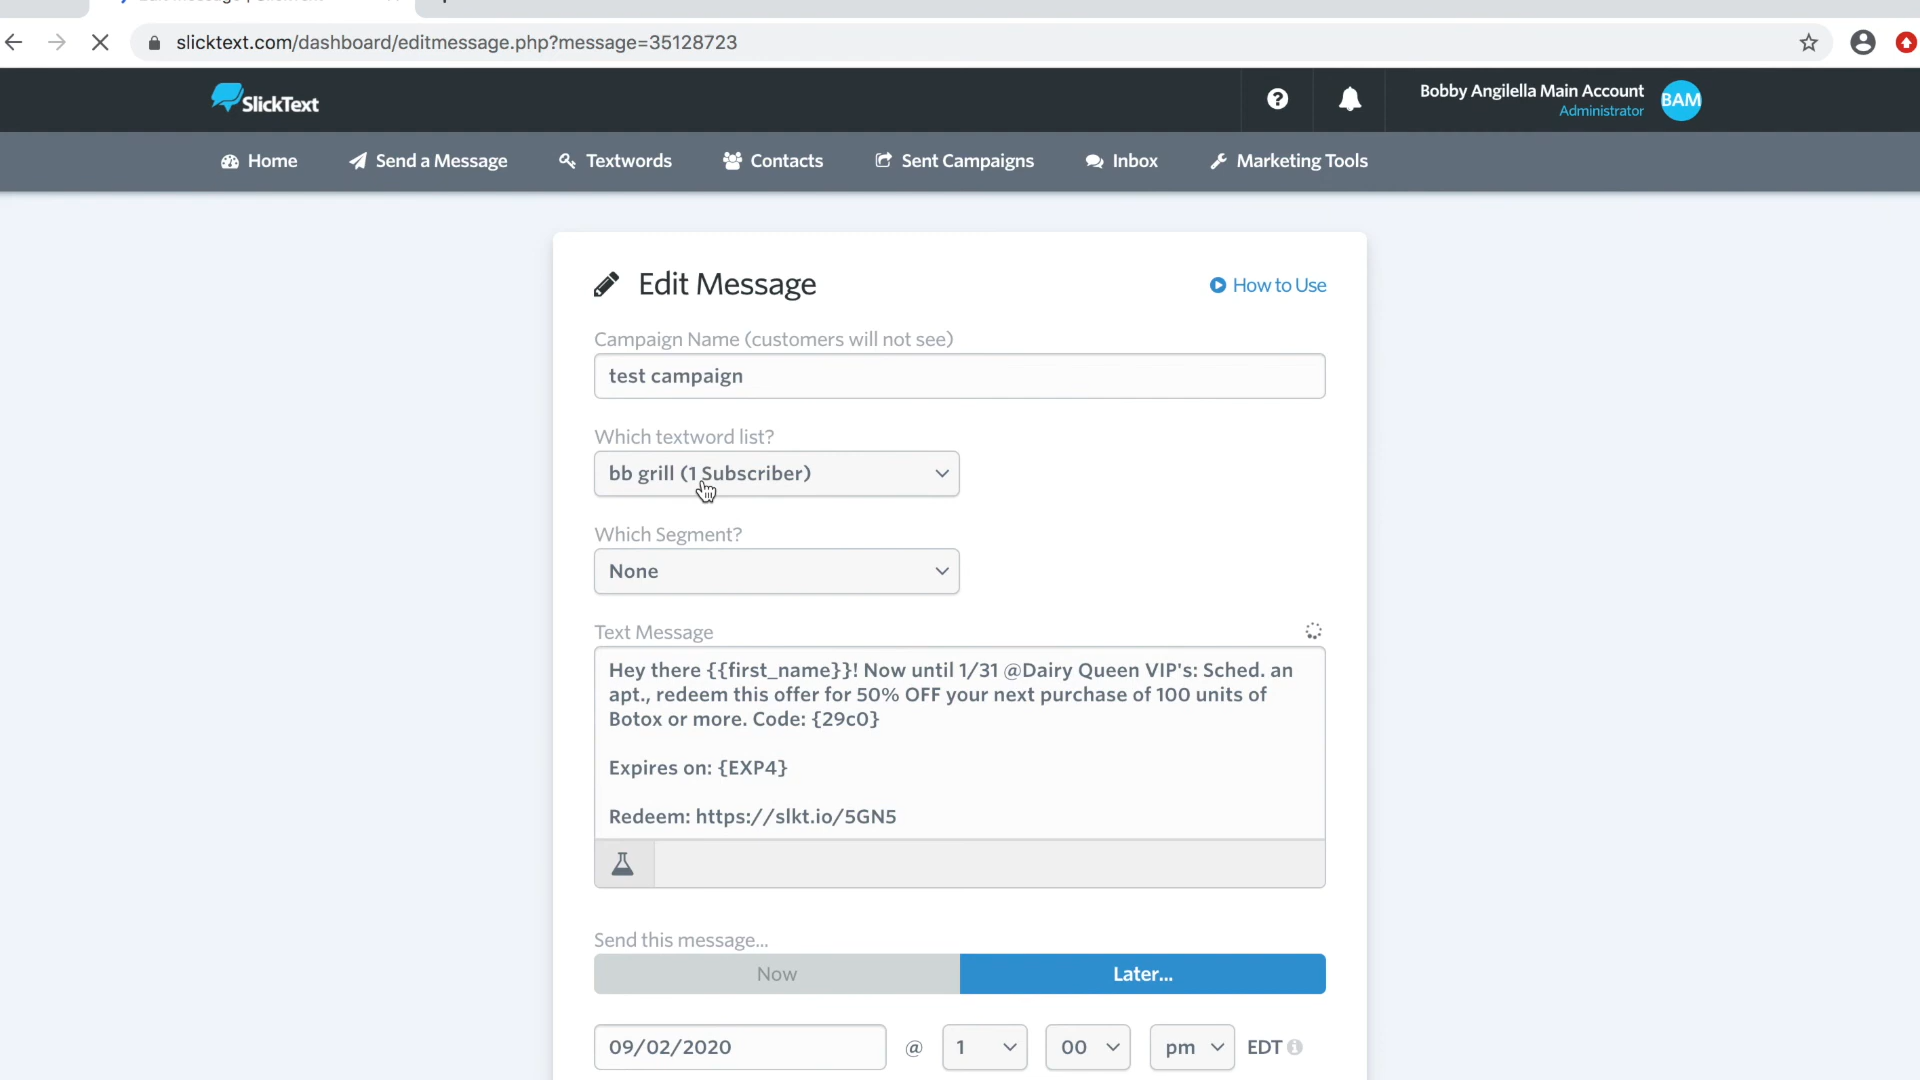 slicktext.com/dashboard/editmessage.php?message=35128723
SlickText
Bobby Angilella Main Account
Administrator
BAM
Home
Send a Message
Textwords
Contacts
Sent Campaigns
Inbox
Marketing Tools
Edit Message
How to Use
Campaign Name (customers will not see)
test campaign
Which textword list?
bb grill (1 Subscriber)
Which Segment?
None
Text Message
Hey there {{first_name}}! Now until 1/31 @Dairy Queen VIP's: Sched. an
apt., redeem this offer for 50% OFF your next purchase of 100 units of
Botox or more. Code: {29c0}
Expires on: {EXP4}
Redeem: https://slkt.io/5GN5
Send this message...
Now
Later...
09/02/2020 @ 1 00 pm EDT